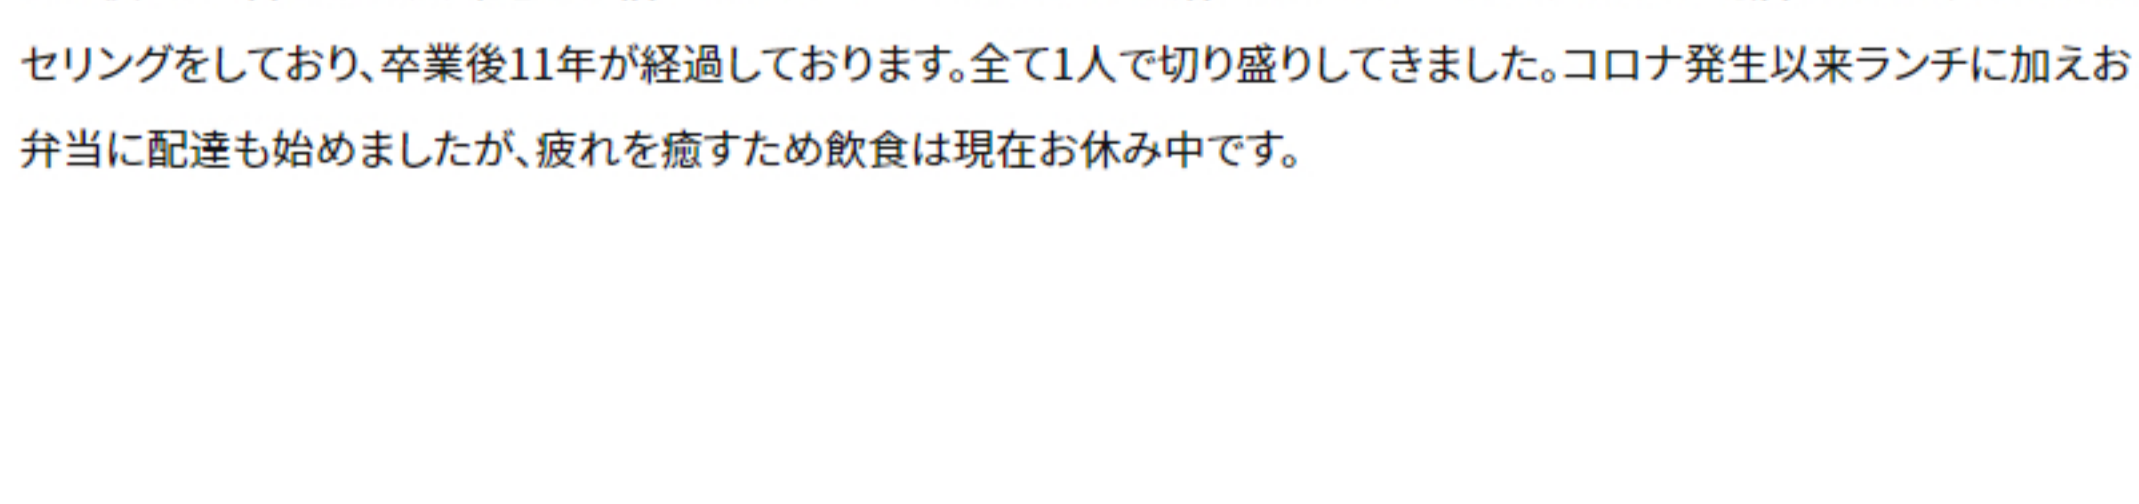 セリングをしており、卒業後11年が経過しております。全て1人で切り盛りしてきました。コロナ発生以来ランチに加えお
弁当に配達も始めましたが、疲れを癒すため飲食は現在お休み中です。